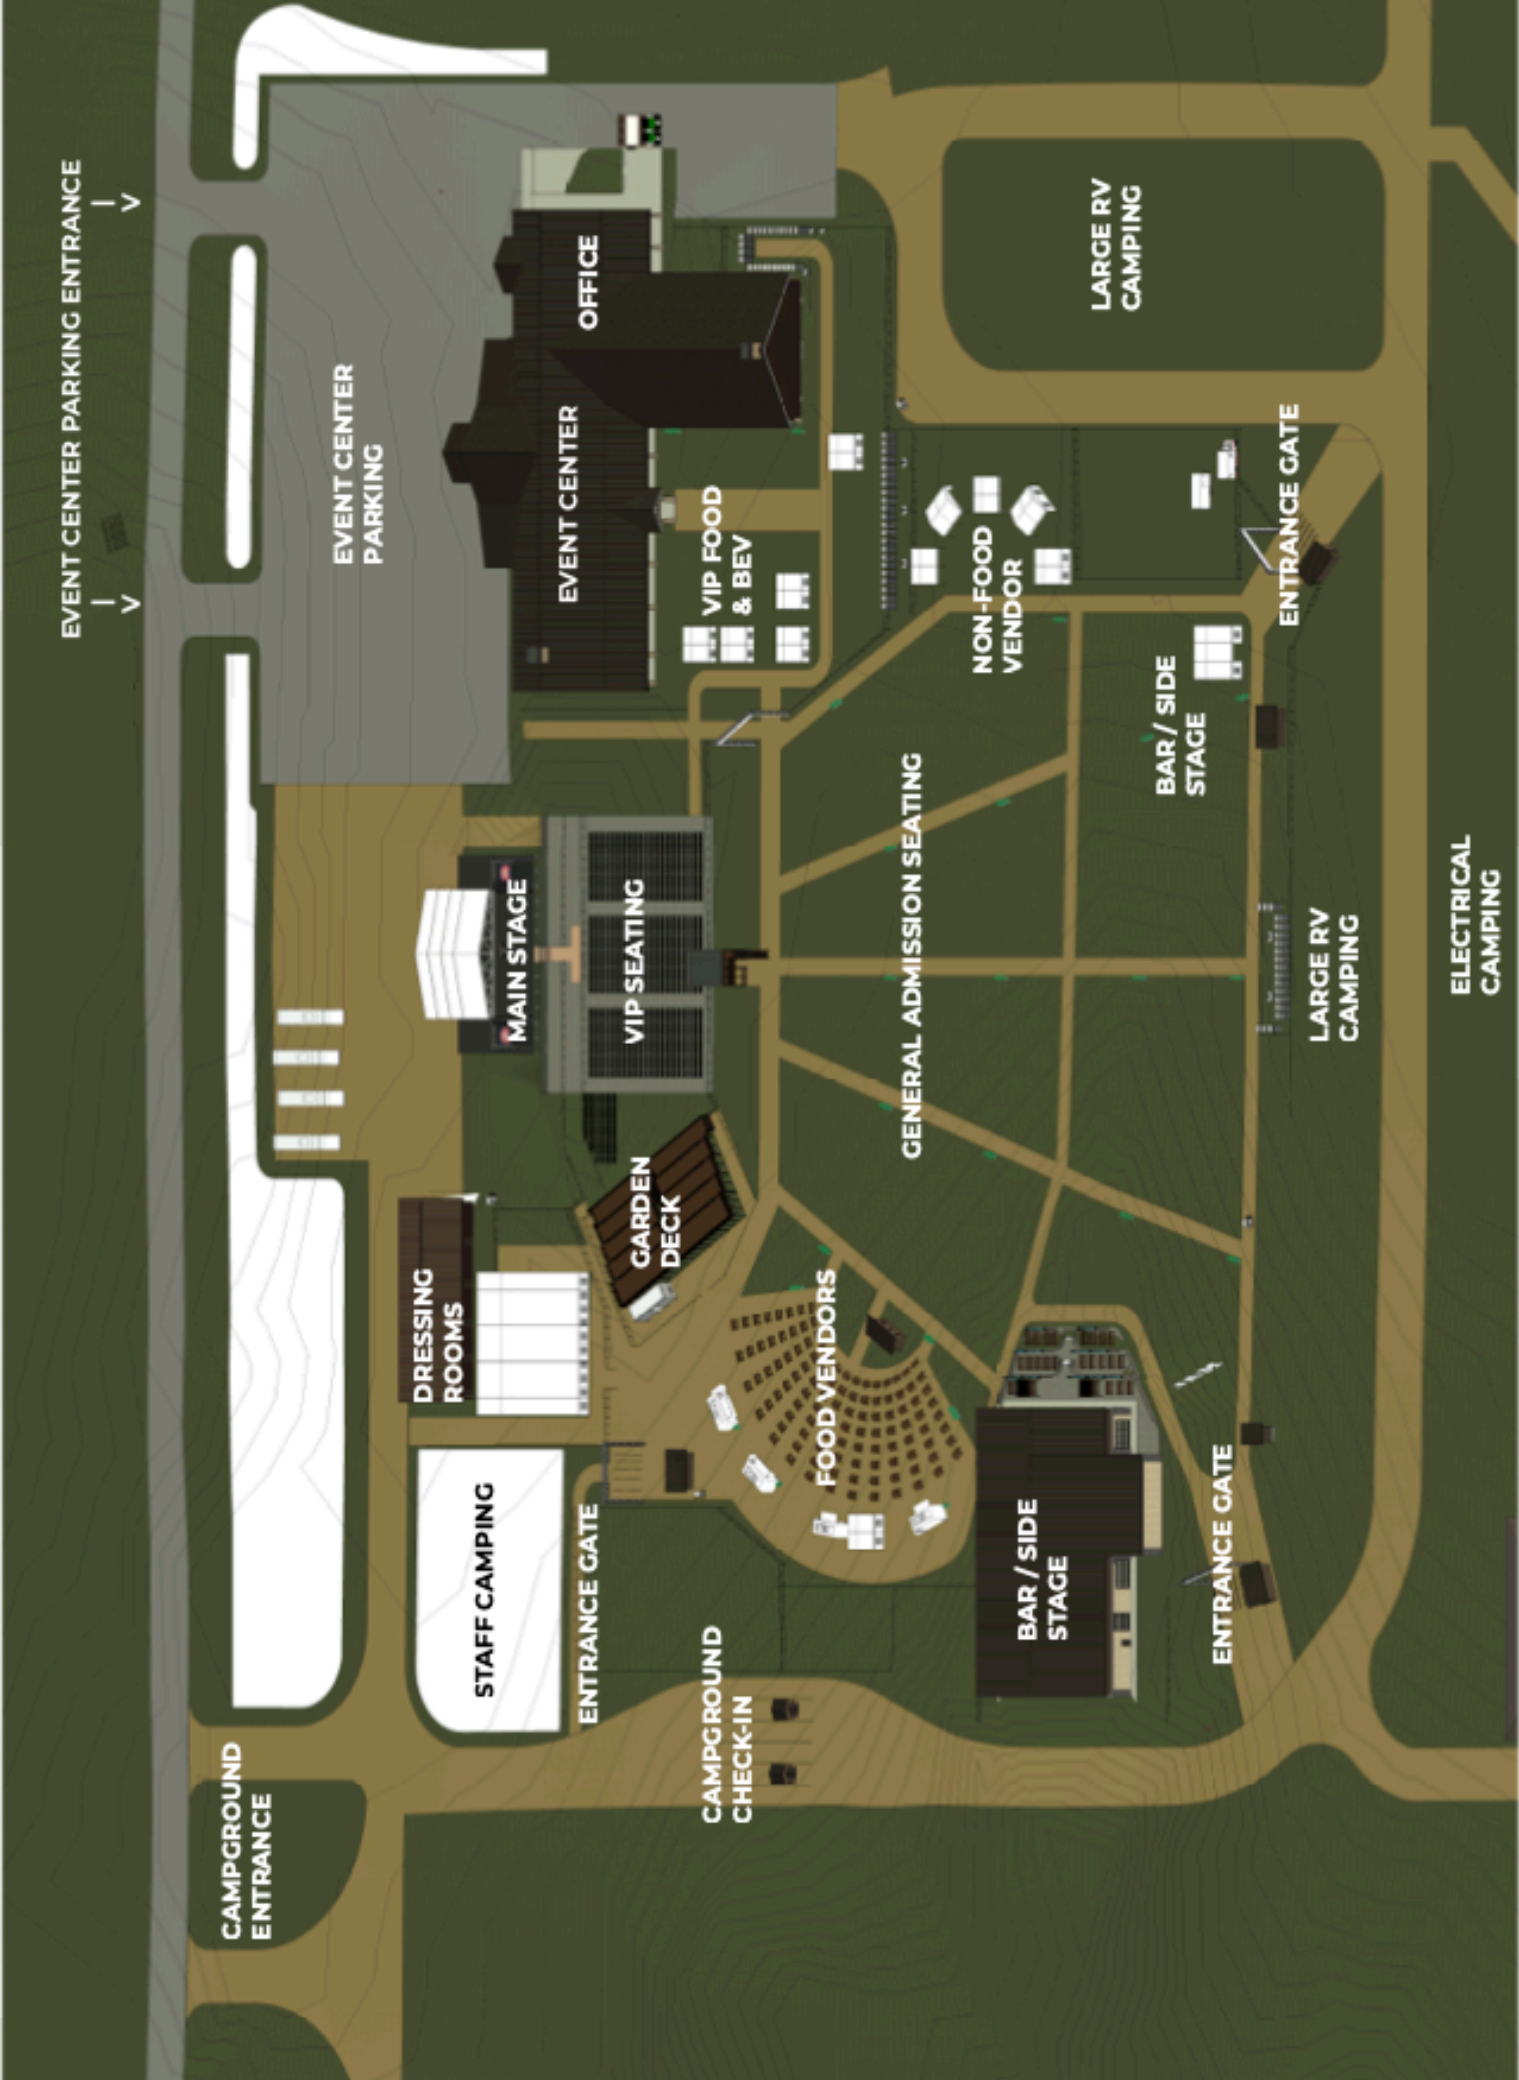 EVENT CENTER PARKING ENTRANCE
CAMPGROUND
ENTRANCE
EVENT CENTER
PARKING
DRESSING
ROOMS
STAFF CAMPING
MAIN STAGE
EVENT CENTER
OFFICE
ENTRANCE GATE
GARDEN
DECK
VIP SEATING
VIP FOOD
& BEV
CAMPGROUND
CHECK-IN
FOOD VENDORS
GENERAL ADMISSION SEATING
NON-FOOD
VENDOR
LARGE RV
CAMPING
BAR / SIDE
STAGE
BAR / SIDE
STAGE
ENTRANCE GATE
ENTRANCE GATE
LARGE RV
CAMPING
ELECTRICAL
CAMPING